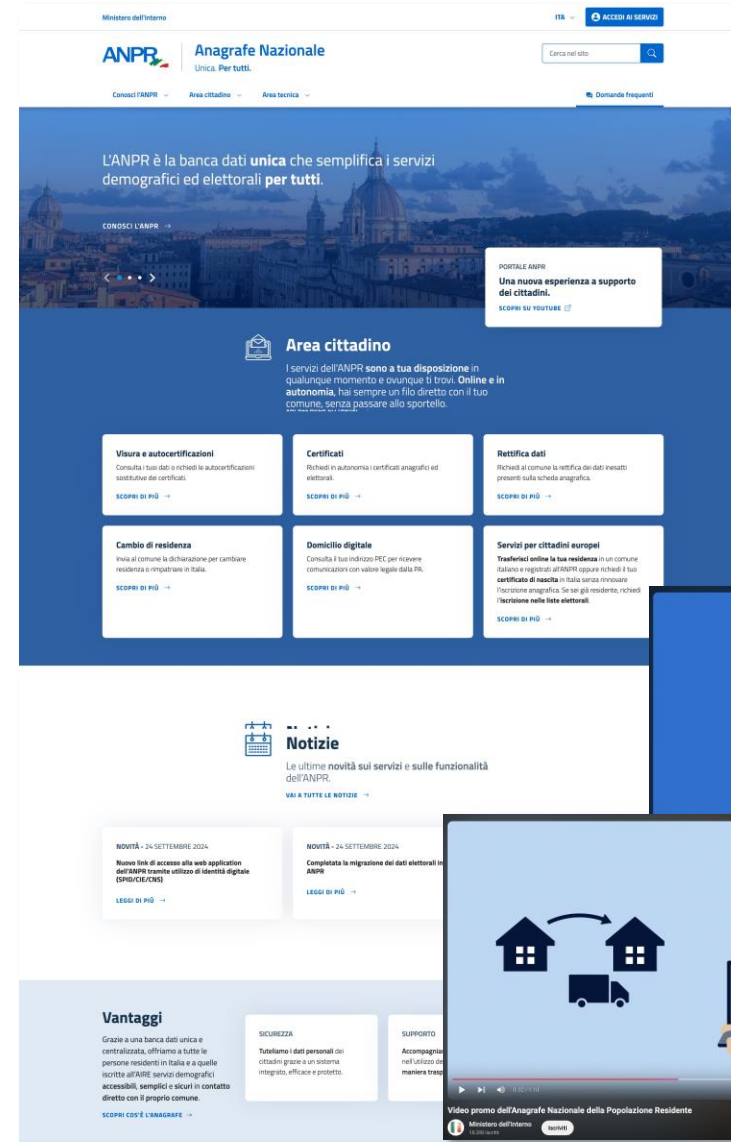 Ministero dell'Interno
ITA
ACCEDI AI SERVIZI
ANPR
Anagrafe Nazionale
Unica. Per tutti.
Cerca nel sito
Conosci l'ANPR
Area cittadino
Area tecnica
Domande frequenti
L'ANPR è la banca dati unica che semplifica i servizi
demografici ed elettorali per tutti.
CONOSCI L'ANPR →
PORTALE ANPR
Una nuova esperienza a supporto
dei cittadini.
SCOPRI SU YOUTUBE
Area cittadino
I servizi dell'ANPR sono a tua disposizione in
qualunque momento e ovunque ti trovi. Online e in
autonomia, hai sempre un filo diretto con il tuo
comune, senza passare allo sportello.
Visura e autocertificazioni
Consulta i tuoi dati o richiedi le autocertificazioni
sostitutive dei certificati.
SCOPRI DI PIÙ →
Certificati
Richiedi in autonomia i certificati anagrafici ed
elettorali.
SCOPRI DI PIÙ →
Rettifica dati
Richiedi al comune la rettifica dei dati inesatti
presenti sulla scheda anagrafica.
SCOPRI DI PIÙ →
Cambio di residenza
Invia al comune la dichiarazione per cambiare
residenza o rimpatriare in Italia.
SCOPRI DI PIÙ →
Domicilio digitale
Consulta il tuo indirizzo PEC per ricevere
comunicazioni con valore legale dalla PA.
SCOPRI DI PIÙ →
Servizi per cittadini europei
Trasferisci online la tua residenza in un comune
italiano e registrati all'ANPR oppure richiedi il tuo
certificato di nascita in Italia senza rinnovare
l'iscrizione anagrafica. Se sei già residente, richiedi
l'iscrizione nelle liste elettorali.
SCOPRI DI PIÙ →
Notizie
Le ultime novità sui servizi e sulle funzionalità
dell'ANPR.
VAI A TUTTE LE NOTIZIE →
NOVITÀ - 24 SETTEMBRE 2024
Nuovo link di accesso alla web application
dell'ANPR tramite utilizzo di identità digitale
(SPID/CIE/CNS)
LEGGI DI PIÙ →
NOVITÀ - 24 SETTEMBRE 2024
Completata la migrazione dei dati elettorali in
ANPR
LEGGI DI PIÙ →
Vantaggi
Grazie a una banca dati unica e
centralizzata, offriamo a tutte le
persone residenti in Italia e a quelle
iscritte all'AIRE servizi demografici
accessibili, semplici e sicuri in contatto
diretto con il proprio comune.
SCOPRI COS'È L'ANAGRAFE →
SICUREZZA
Tuteliamo i dati personali dei
cittadini grazie a un sistema
integrato, efficace e protetto.
SUPPORTO
Accompagnia
nell'utilizzo de
maniera trasp
Video promo dell'Anagrafe Nazionale della Popolazione Residente
Ministero dell'Interno
Iscriviti